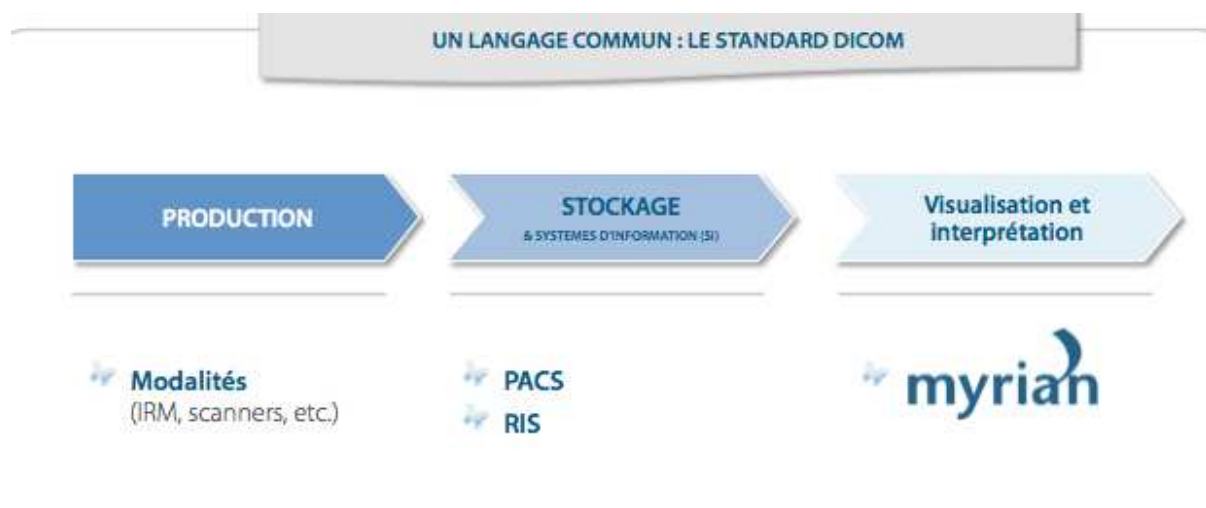 UN LANGAGE COMMUN : LE STANDARD DICOM
PRODUCTION
STOCKAGE
& SYSTEMES D'INFORMATION (SI)
Visualisation et
interprétation
Modalités
(IRM, scanners, etc.)
PACS
RIS
myrian